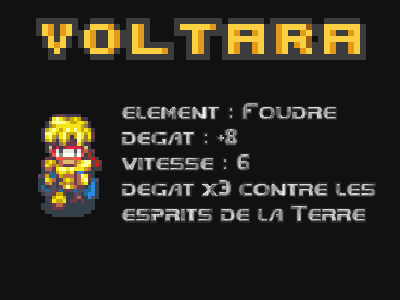 VOLTARA
ELEMENT : FOUDRE
DEGAT : +8
VITESSE : 6
DEGAT X3 CONTRE LES
ESPRITS DE LA TERRE